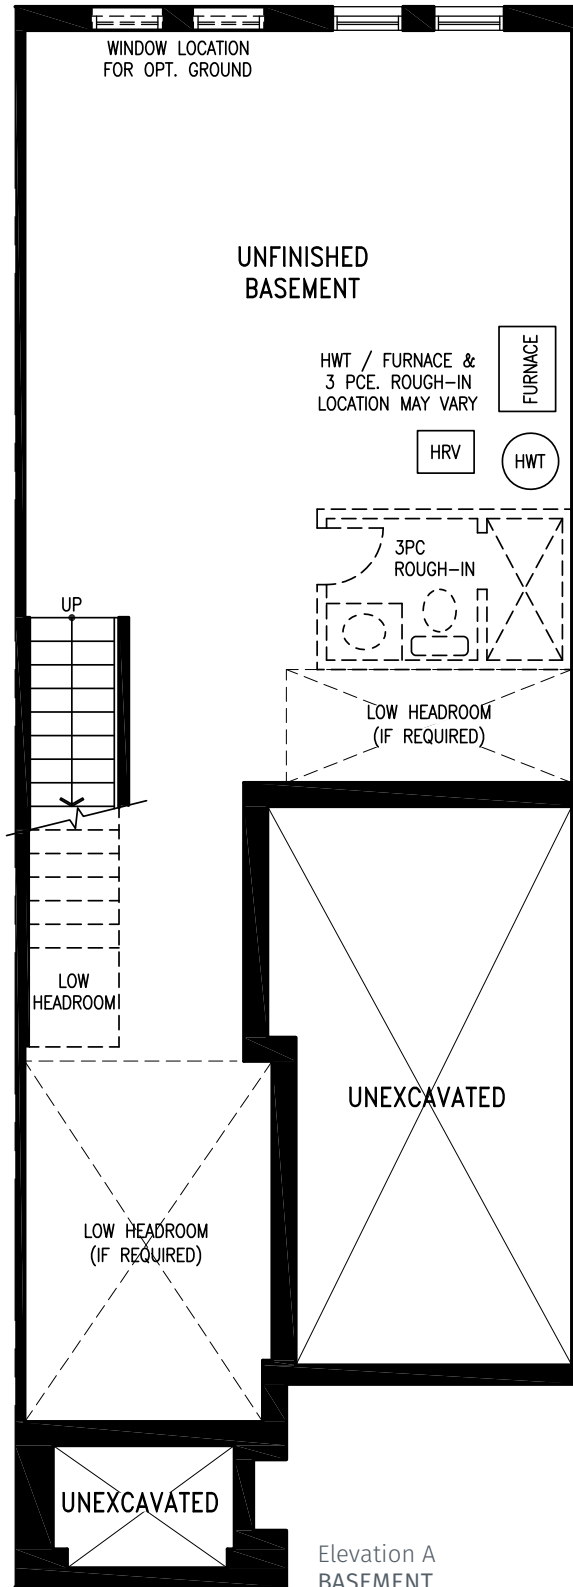 WINDOW LOCATION
FOR OPT. GROUND
UNFINISHED
BASEMENT
HWT / FURNACE &
3 PCE. ROUGH-IN
LOCATION MAY VARY
FURNACE
HRV
HWT
3PC
ROUGH-IN
UP
LOW HEADROOM
(IF REQUIRED)
LOW
HEADROOM
UNEXCAVATED
LOW HEADROOM
(IF REQUIRED)
UNEXCAVATED
Elevation A
BASEMENT